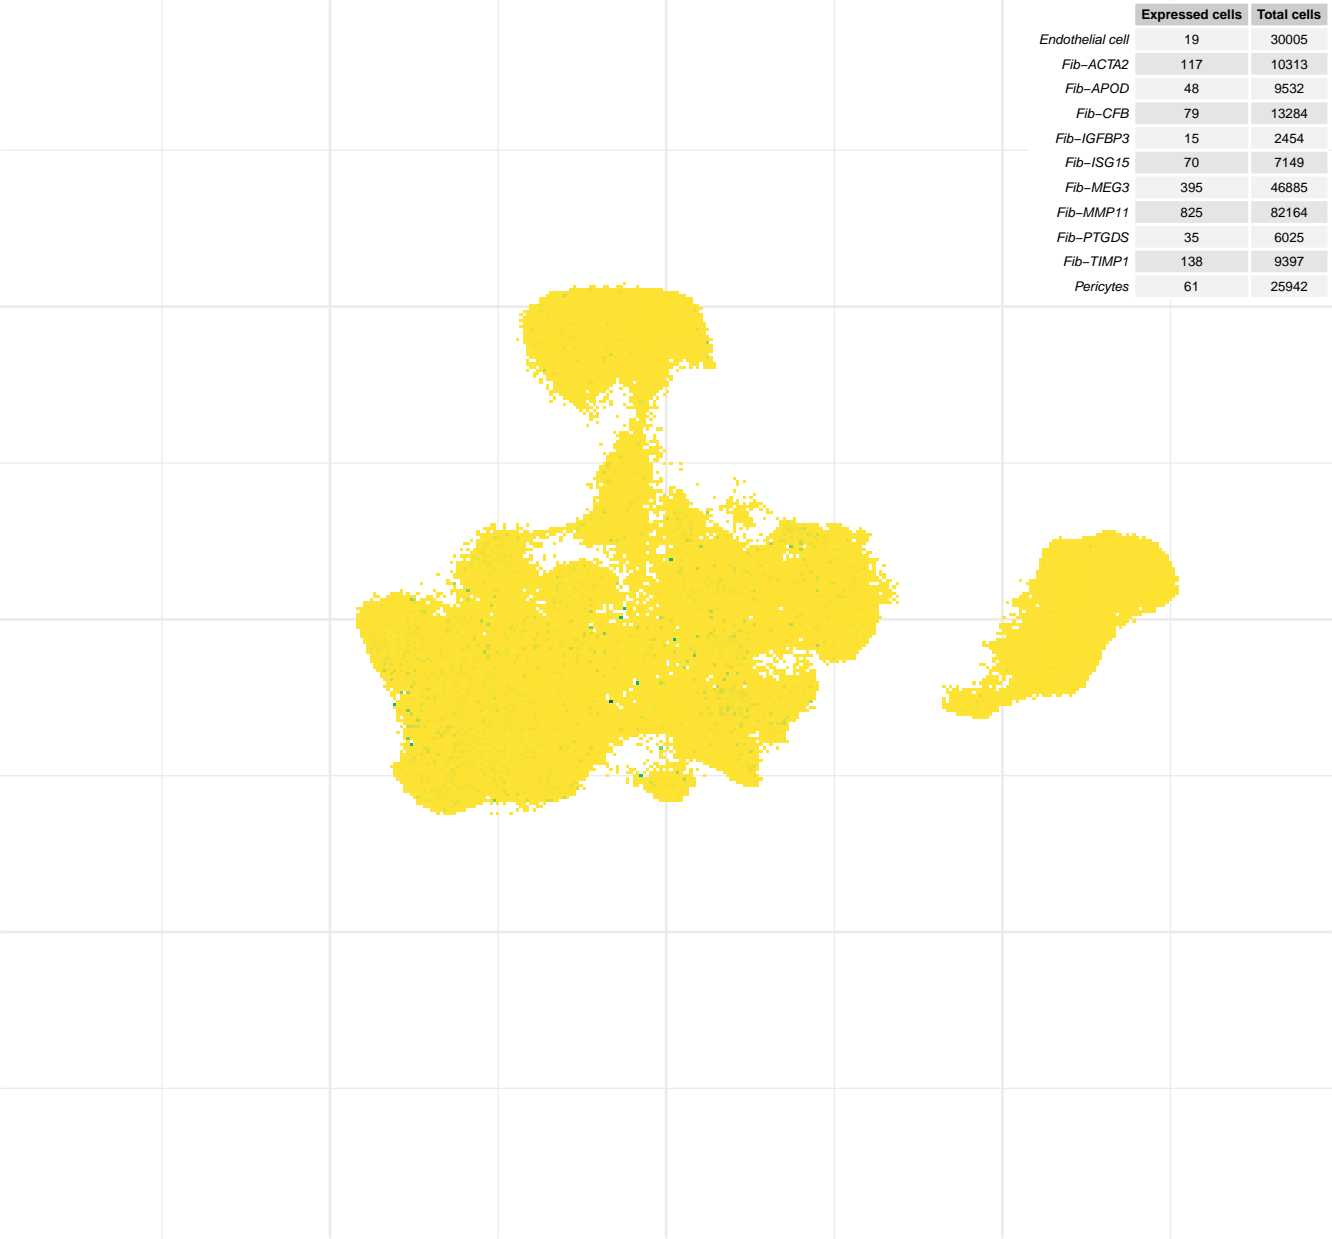 Expressed cells Total cells
Endothelial cell 19 30005
Fib−ACTA2 117 10313
Fib−APOD 48 9532
Fib−CFB 79 13284
Fib−IGFBP3 15 2454
Fib−ISG15 70 7149
Fib−MEG3 395 46885
Fib−MMP11 825 82164
Fib−PTGDS 35 6025
Fib−TIMP1 138 9397
Pericytes 61 25942